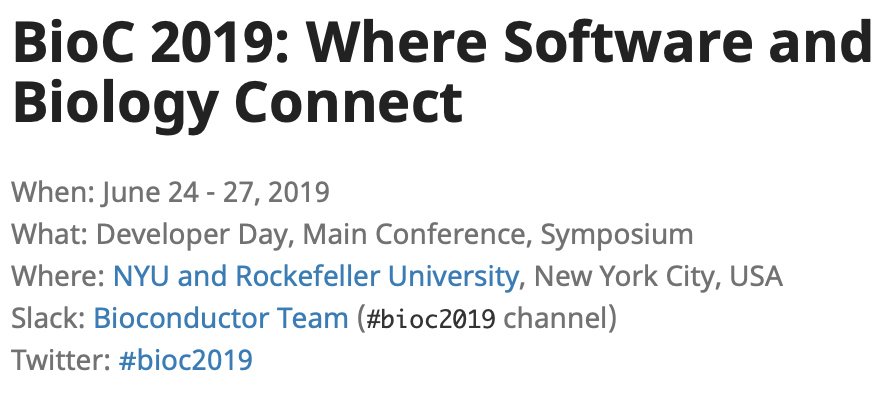 BioC 2019: Where Software and
Biology Connect
When: June 24 - 27, 2019
What: Developer Day, Main Conference, Symposium
Where: NYU and Rockefeller University, New York City, USA
Slack: Bioconductor Team (#bioc2019 channel)
Twitter: #bioc2019